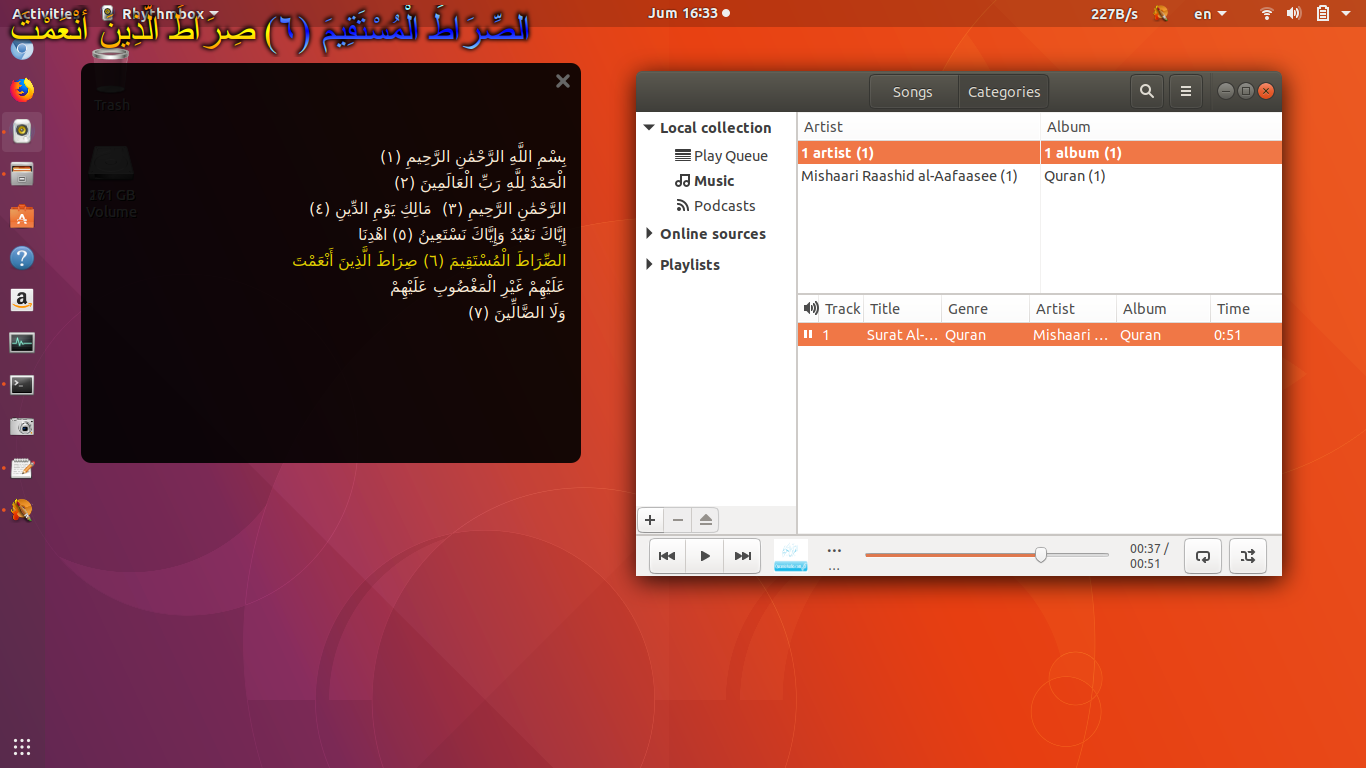 Activities Rhythmbox Jum 16:33 227B/s en
الصِّرَاطَ الْمُسْتَقِيمَ (٦) صِرَاطَ الَّذِينَ أَنْعَمْتَ
Trash
GB
Volume
بِسْمِ اللَّهِ الرَّحْمَٰنِ الرَّحِيمِ (١)
الْحَمْدُ لِلَّهِ رَبِّ الْعَالَمِينَ (٢)
الرَّحْمَٰنِ الرَّحِيمِ (٣) مَالِكِ يَوْمِ الدِّينِ (٤)
إِيَّاكَ نَعْبُدُ وَإِيَّاكَ نَسْتَعِينُ (٥) اهْدِنَا
الصِّرَاطَ الْمُسْتَقِيمَ (٦) صِرَاطَ الَّذِينَ أَنْعَمْتَ
عَلَيْهِمْ غَيْرِ الْمَغْضُوبِ عَلَيْهِمْ
وَلَا الضَّالِّينَ (٧)
Songs Categories
Local collection
Play Queue
Music
Podcasts
Online sources
Playlists
Artist Album
1 artist (1) 1 album (1)
Mishaari Raashid al-Aafaasee (1) Quran (1)
Track Title Genre Artist Album Time
1 Surat Al-... Quran Mishaari ... Quran 0:51
...
...
00:37 /
00:51